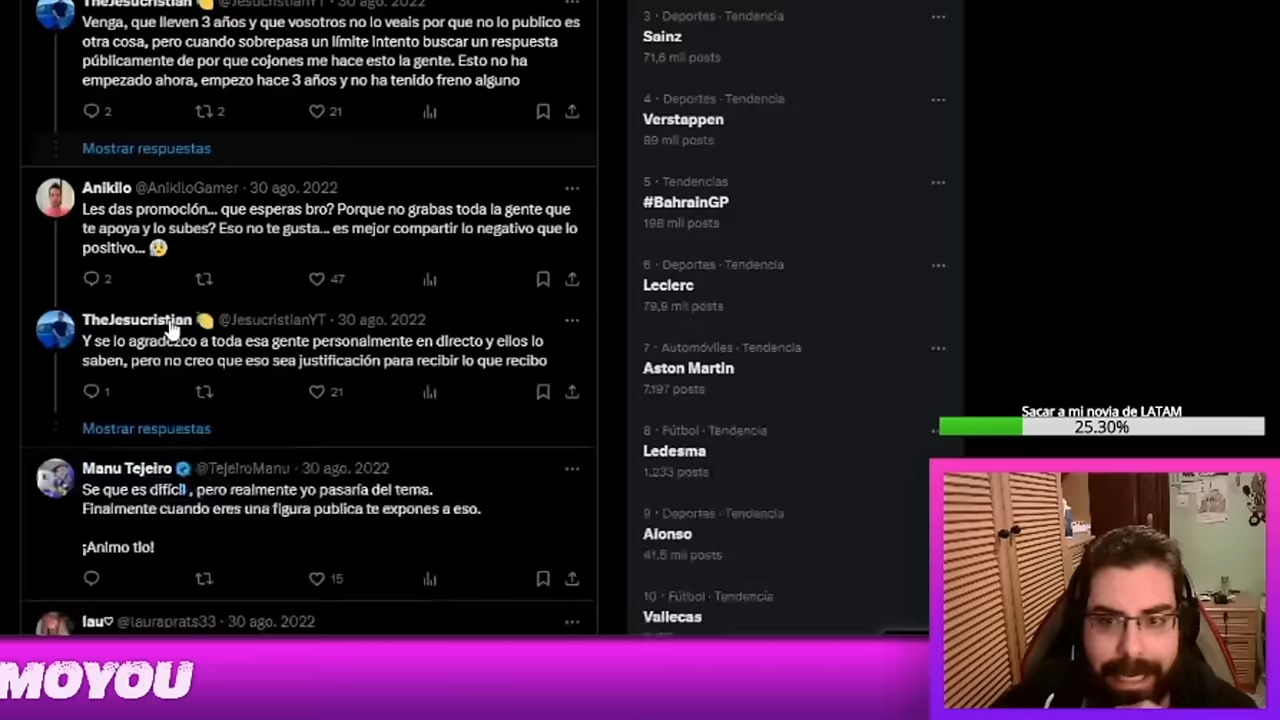 TheJesucristian 🍋 @JesucristianYT · 30 ago. 2022
Venga, que lleven 3 años y que vosotros no lo veais por que no lo publico es
otra cosa, pero cuando sobrepasa un límite intento buscar un respuesta
públicamente de por que cojones me hace esto la gente. Esto no ha
empezado ahora, empezo hace 3 años y no ha tenido freno alguno
2 2 21
Mostrar respuestas
Anikilo @AnikiloGamer · 30 ago. 2022
Les das promoción... que esperas bro? Porque no grabas toda la gente que
te apoya y lo subes? Eso no te gusta... es mejor compartir lo negativo que lo
positivo... 😰
2 47
TheJesucristian 🍋 @JesucristianYT · 30 ago. 2022
Y se lo agradezco a toda esa gente personalmente en directo y ellos lo
saben, pero no creo que eso sea justificación para recibir lo que recibo
1 21
Mostrar respuestas
Manu Tejeiro @TejeiroManu · 30 ago. 2022
Se que es difícil , pero realmente yo pasaría del tema.
Finalmente cuando eres una figura publica te expones a eso.
¡Animo tio!
15
lau♡ @lauraprats33 · 30 ago. 2022
3 · Deportes · Tendencia
Sainz
71,6 mil posts
4 · Deportes · Tendencia
Verstappen
89 mil posts
5 · Tendencias
#BahrainGP
198 mil posts
6 · Deportes · Tendencia
Leclerc
79,9 mil posts
7 · Automóviles · Tendencia
Aston Martin
7.197 posts
8 · Fútbol · Tendencia
Ledesma
1.233 posts
9 · Deportes · Tendencia
Alonso
41,5 mil posts
10 · Fútbol · Tendencia
Vallecas
Sacar a mi novia de LATAM
25.30%
MOYOU